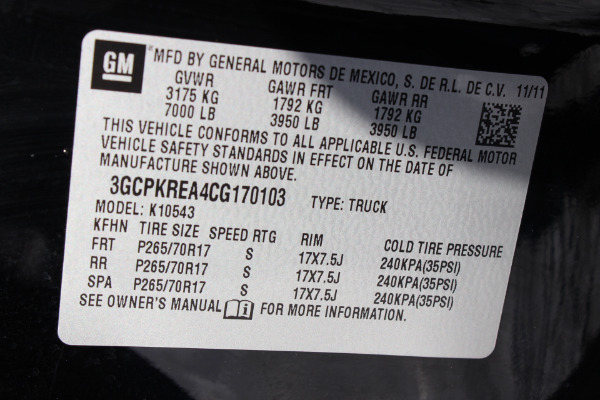 GM
MFD BY GENERAL MOTORS DE MEXICO, S. DE R.L. DE C.V. 11/11
GVWR GAWR FRT GAWR RR
3175 KG 1792 KG 1792 KG
7000 LB 3950 LB 3950 LB
THIS VEHICLE CONFORMS TO ALL APPLICABLE U.S. FEDERAL MOTOR
VEHICLE SAFETY STANDARDS IN EFFECT ON THE DATE OF
MANUFACTURE SHOWN ABOVE.
3GCPKREA4CG170103 TYPE: TRUCK
MODEL: K10543
KFHN TIRE SIZE SPEED RTG RIM COLD TIRE PRESSURE
FRT P265/70R17 S 17X7.5J 240KPA(35PSI)
RR P265/70R17 S 17X7.5J 240KPA(35PSI)
SPA P265/70R17 S 17X7.5J 240KPA(35PSI)
SEE OWNER'S MANUAL FOR MORE INFORMATION.